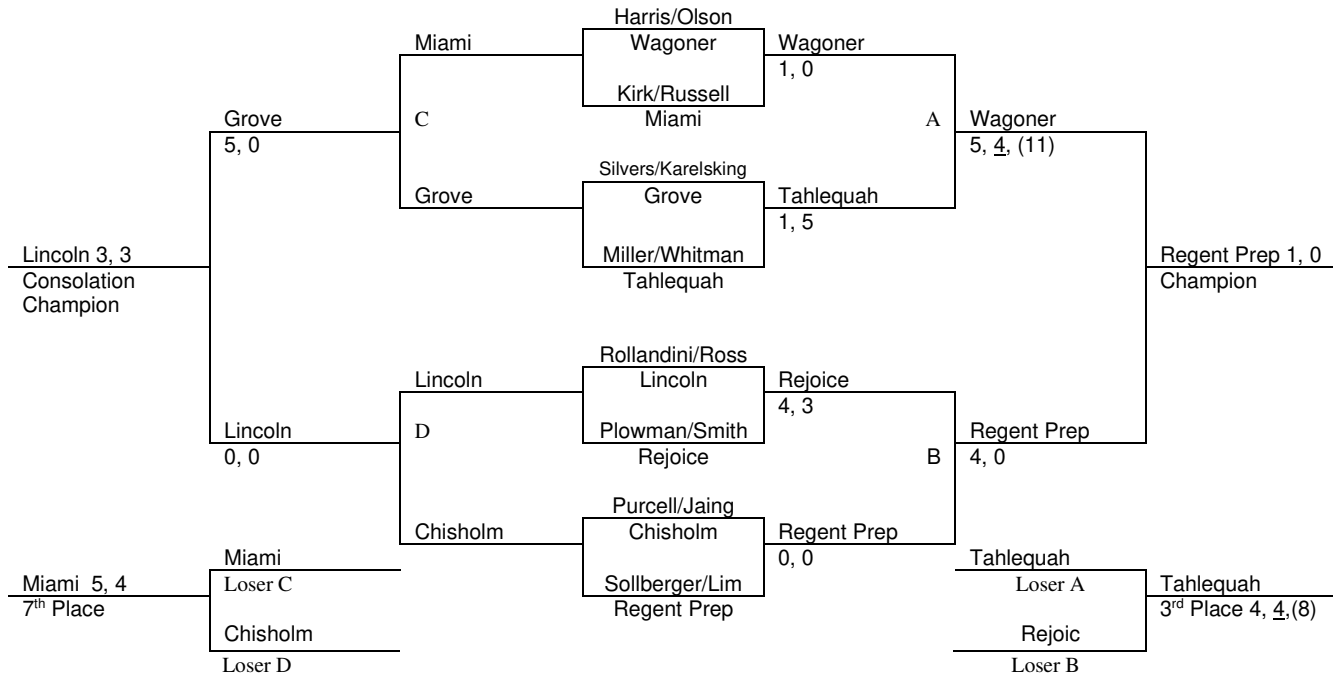 Harris/Olson
Miami
Wagoner
Wagoner
1, 0
Kirk/Russell
Grove
C
Miami
A
Wagoner
5, 0
5, 4, (11)
Silvers/Karelsking
Grove
Grove
Tahlequah
1, 5
Lincoln 3, 3
Miller/Whitman
Regent Prep 1, 0
Consolation
Champion
Tahlequah
Champion
Rollandini/Ross
Lincoln
Lincoln
Rejoice
4, 3
Lincoln
D
Plowman/Smith
Regent Prep
0, 0
Rejoice
B
4, 0
Purcell/Jaing
Chisholm
Chisholm
Regent Prep
0, 0
Miami
Tahlequah
Miami 5, 4
Loser C
Sollberger/Lim
Loser A
Tahlequah
7th Place
Regent Prep
3rd Place 4, 4,(8)
Chisholm
Rejoic
Loser D
Loser B